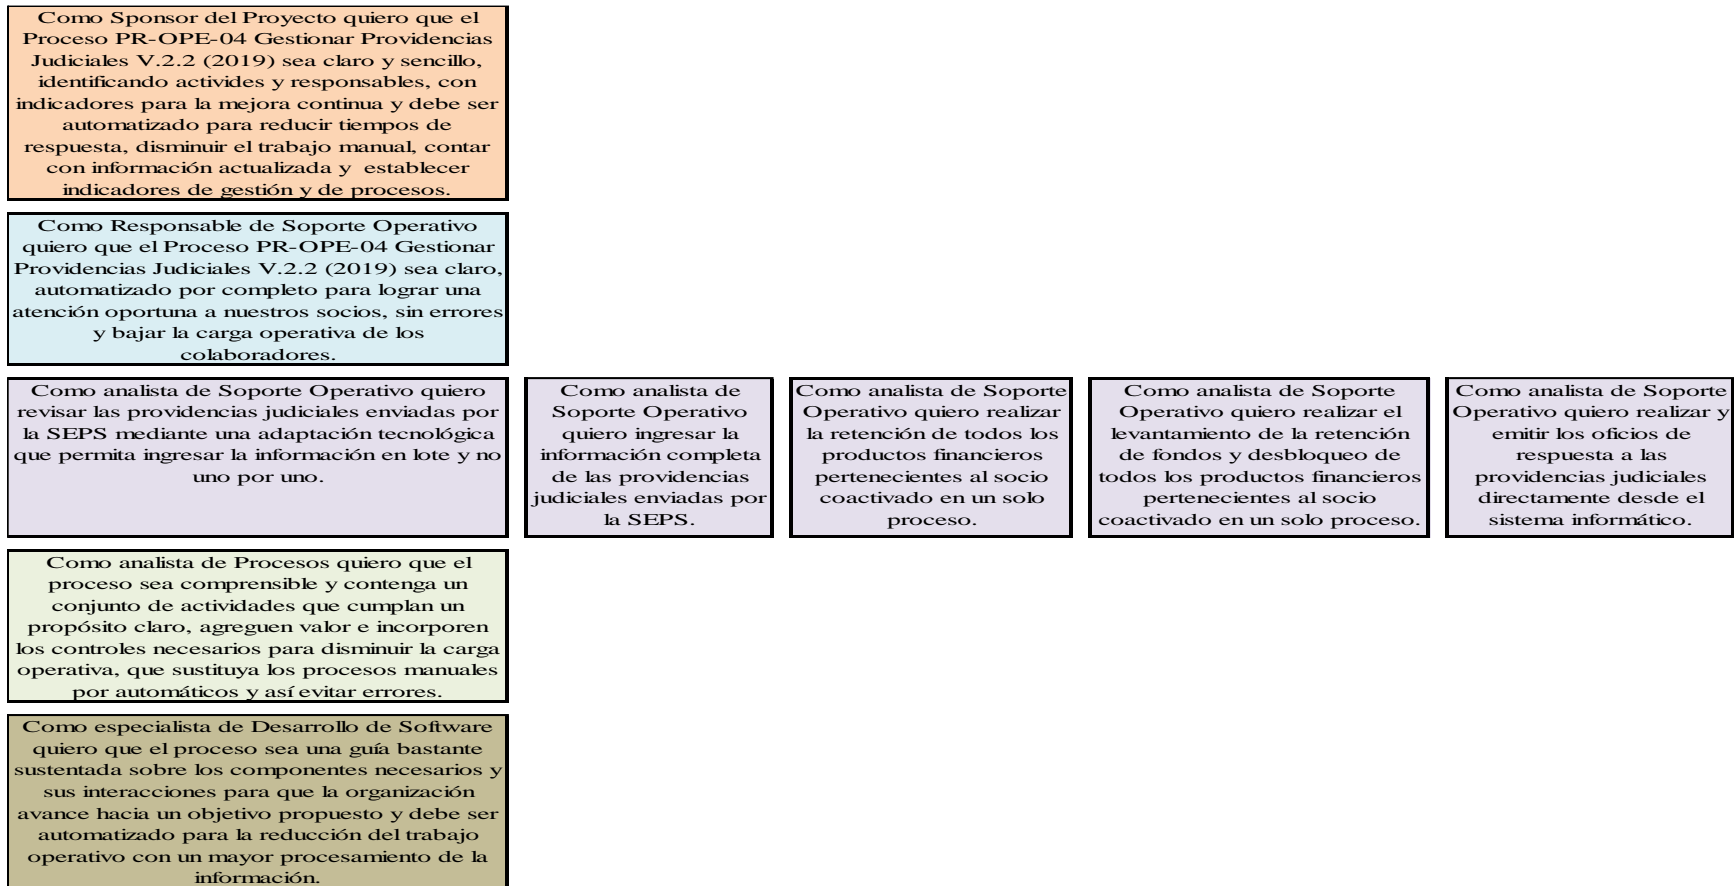 Como Sponsor del Proyecto quiero que el
Proceso PR-OPE-04 Gestionar Providencias
Judiciales V.2.2 (2019) sea claro y sencillo,
identificando activides y responsables, con
indicadores para la mejora continua y debe ser
automatizado para reducir tiempos de
respuesta, disminuir el trabajo manual, contar
con información actualizada y establecer
indicadores de gestión y de procesos.
Como Responsable de Soporte Operativo
quiero que el Proceso PR-OPE-04 Gestionar
Providencias Judiciales V.2.2 (2019) sea claro,
automatizado por completo para lograr una
atención oportuna a nuestros socios, sin errores
y bajar la carga operativa de los
colaboradores.
Como analista de Soporte Operativo quiero
revisar las providencias judiciales enviadas por
la SEPS mediante una adaptación tecnológica
que permita ingresar la información en lote y no
uno por uno.
Como analista de
Soporte Operativo
quiero ingresar la
información completa
de las providencias
judiciales enviadas por
la SEPS.
Como analista de Soporte
Operativo quiero realizar
la retención de todos los
productos financieros
pertenecientes al socio
coactivado en un solo
proceso.
Como analista de Soporte
Operativo quiero realizar el
levantamiento de la retención
de fondos y desbloqueo de
todos los productos financieros
pertenecientes al socio
coactivado en un solo proceso.
Como analista de Soporte
Operativo quiero realizar y
emitir los oficios de
respuesta a las
providencias judiciales
directamente desde el
sistema informático.
Como analista de Procesos quiero que el
proceso sea comprensible y contenga un
conjunto de actividades que cumplan un
propósito claro, agreguen valor e incorporen
los controles necesarios para disminuir la carga
operativa, que sustituya los procesos manuales
por automáticos y así evitar errores.
Como especialista de Desarrollo de Software
quiero que el proceso sea una guía bastante
sustentada sobre los componentes necesarios y
sus interacciones para que la organización
avance hacia un objetivo propuesto y debe ser
automatizado para la reducción del trabajo
operativo con un mayor procesamiento de la
información.